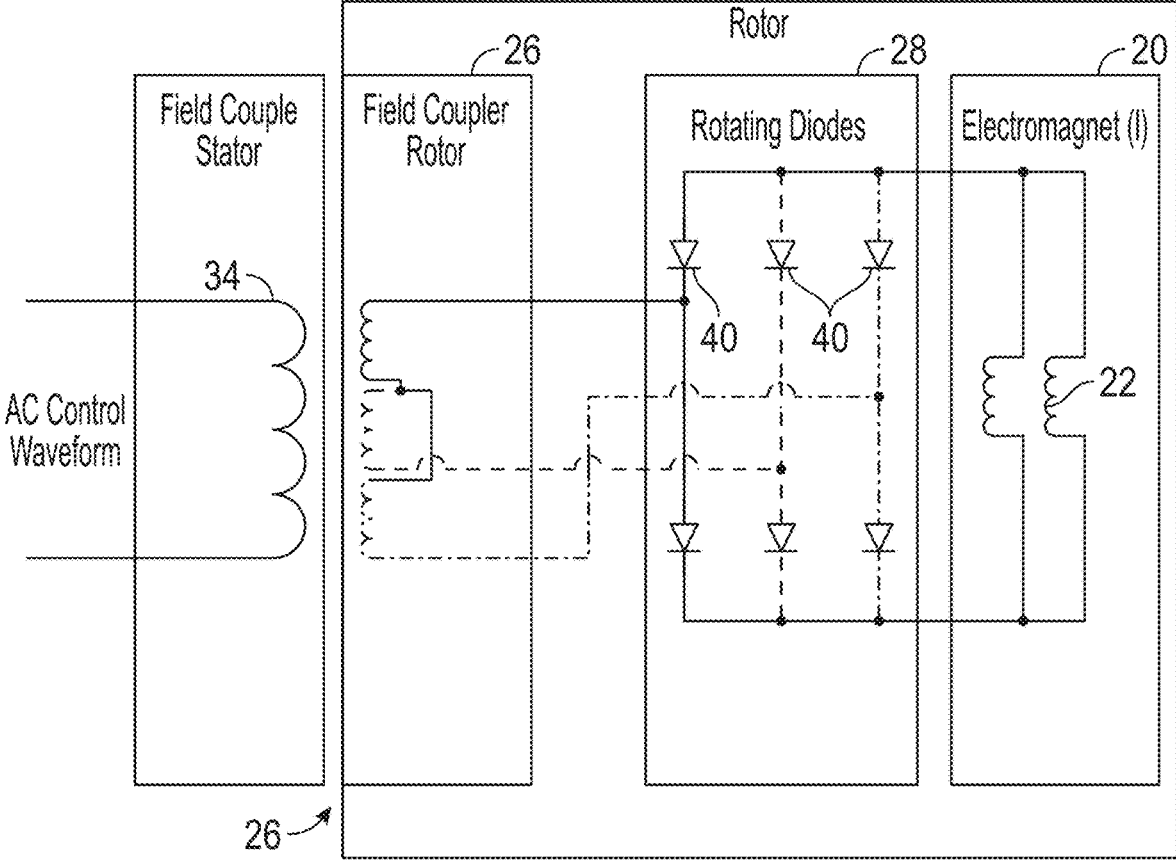 Rotor
26
28
20
Field Couple
Stator
Field Coupler
Rotor
Rotating Diodes
Electromagnet (I)
34
40
40
AC Control
Waveform
22
26